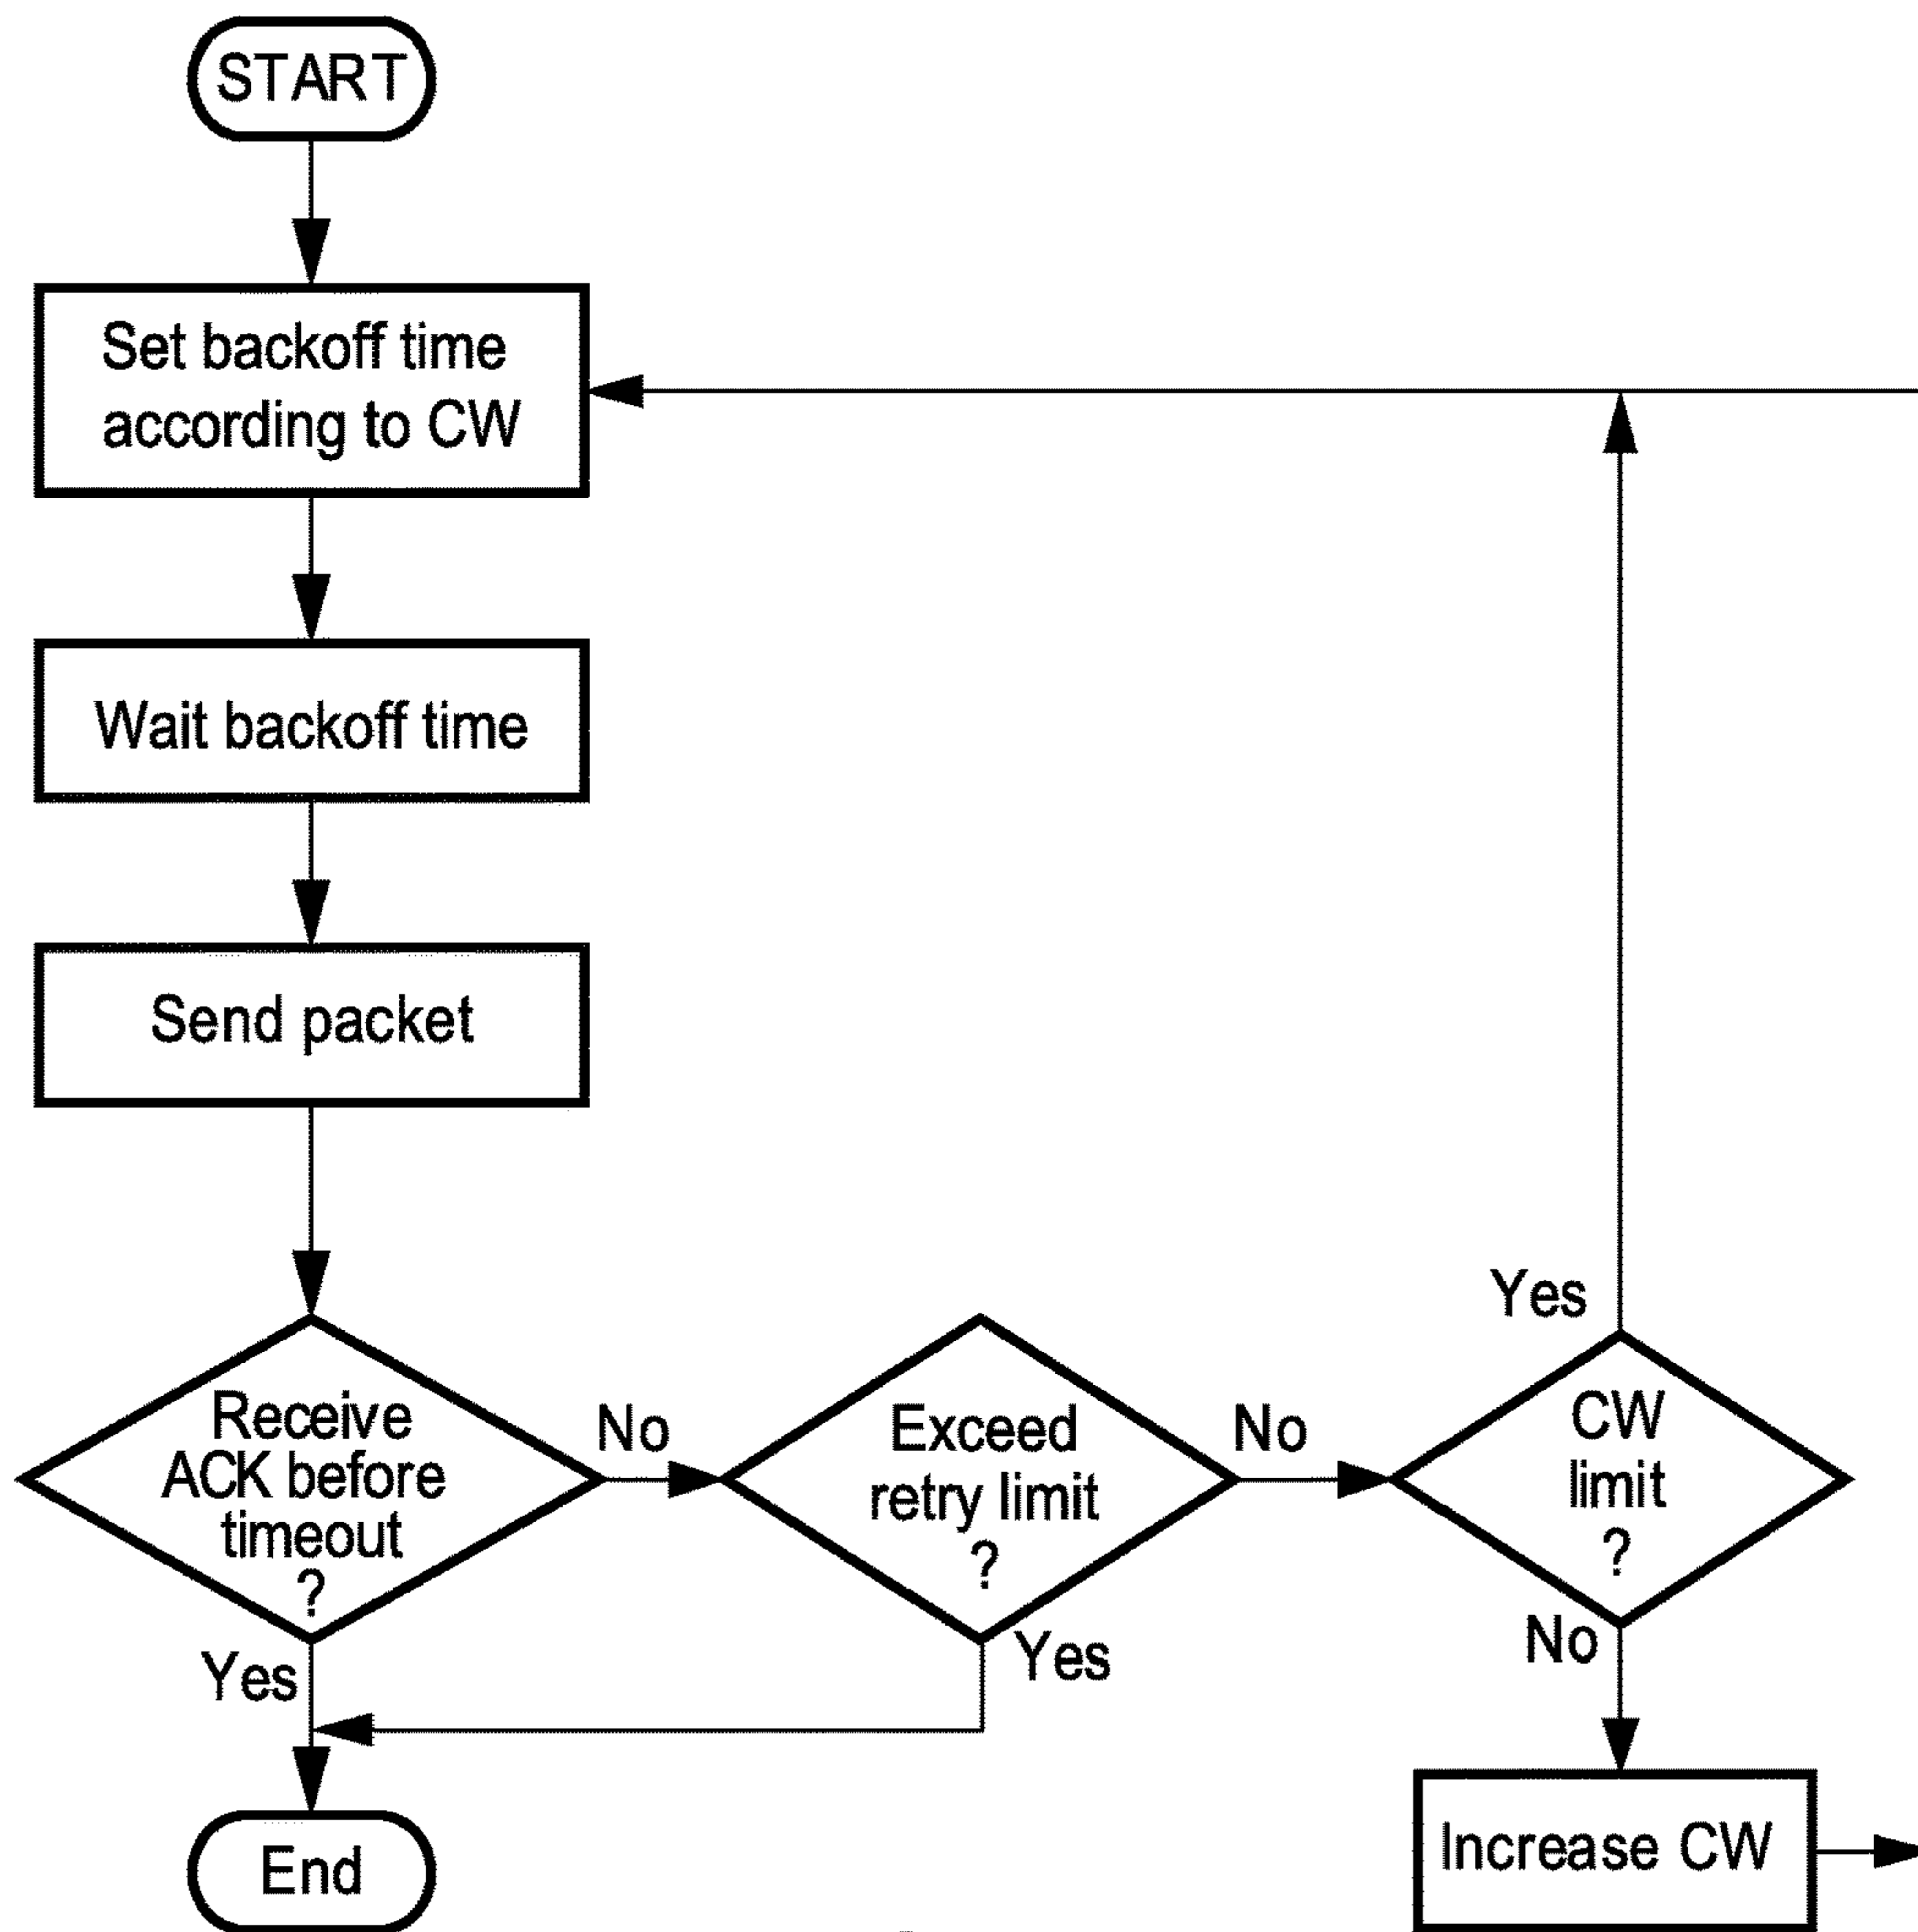 START
Set backoff time
according to CW
Wait backoff time
Send packet
Receive
ACK before
timeout
?
No
Exceed
retry limit
?
No
CW
limit
?
Yes
Yes
Yes
No
Increase CW
End